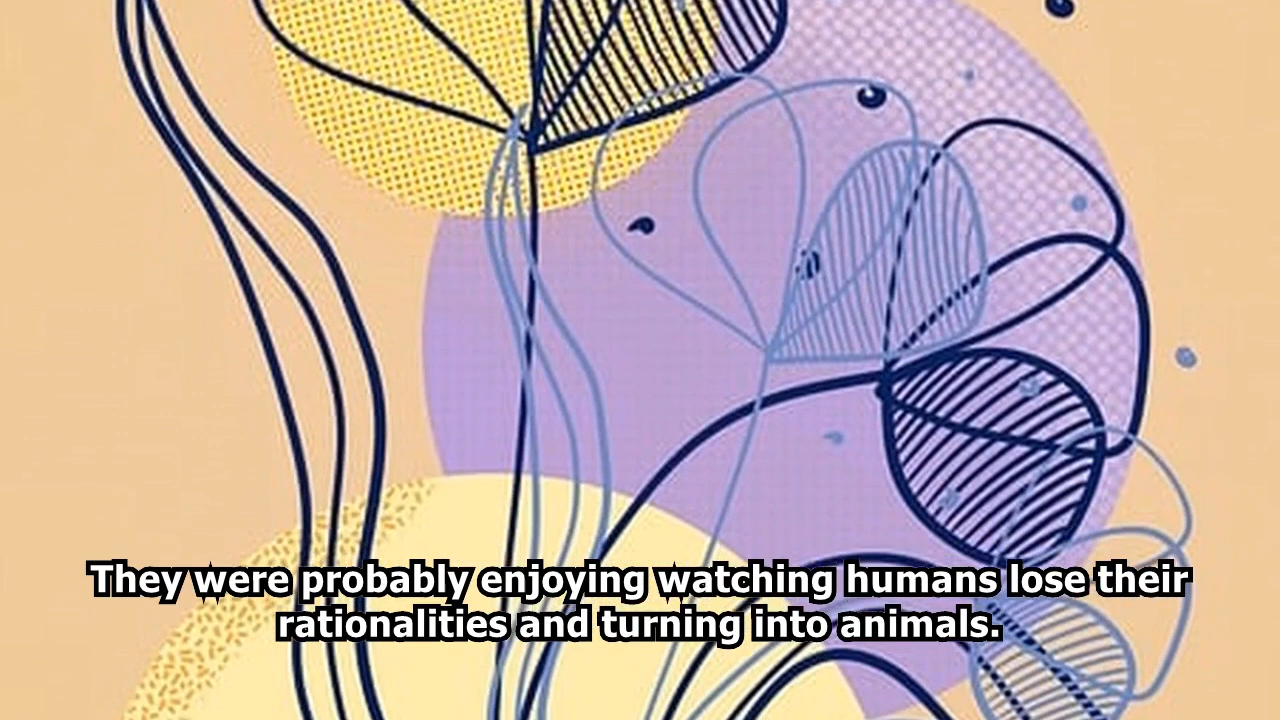 They were probably enjoying watching humans lose their
rationalities and turning into animals.